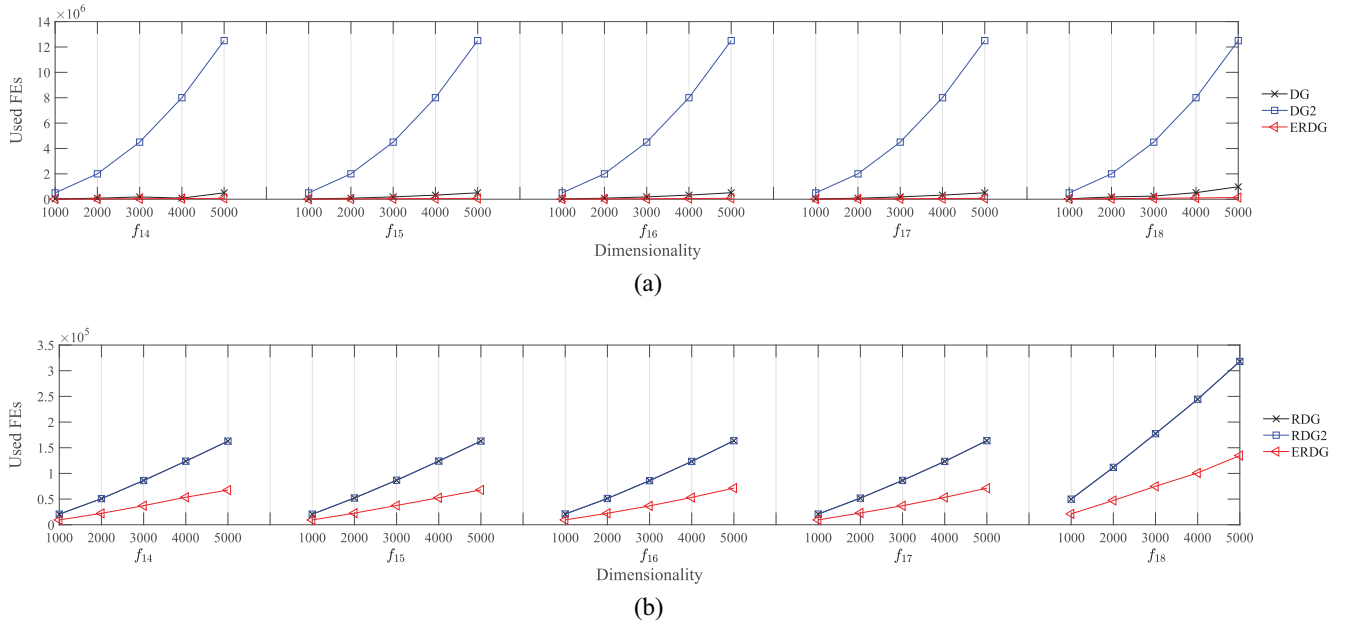 ×10⁶
14
12
10
8
6
4
2
0
Used FEs
1000 2000 3000 4000 5000 1000 2000 3000 4000 5000 1000 2000 3000 4000 5000 1000 2000 3000 4000 5000 1000 2000 3000 4000 5000
f14 f15 f16 f17 f18
Dimensionality
DG
DG2
ERDG
(a)
×10⁵
3.5
3
2.5
2
1.5
1
0.5
0
Used FEs
1000 2000 3000 4000 5000 1000 2000 3000 4000 5000 1000 2000 3000 4000 5000 1000 2000 3000 4000 5000 1000 2000 3000 4000 5000
f14 f15 f16 f17 f18
Dimensionality
RDG
RDG2
ERDG
(b)